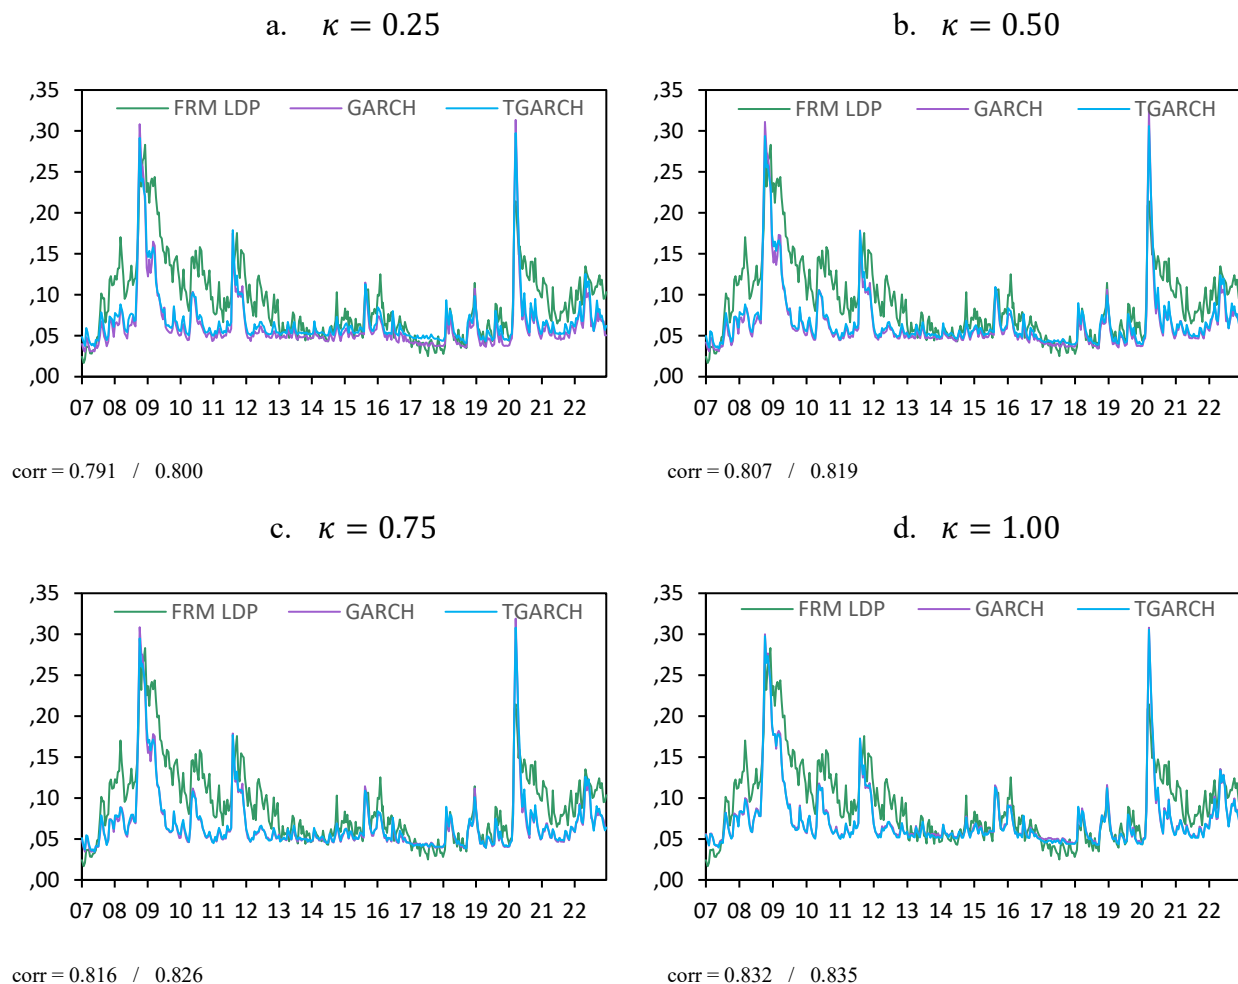 a. κ = 0.25
b. κ = 0.50
,35
,30
,25
,20
,15
,10
,05
,00
FRM LDP GARCH TGARCH
07 08 09 10 11 12 13 14 15 16 17 18 19 20 21 22
,35
,30
,25
,20
,15
,10
,05
,00
FRM LDP GARCH TGARCH
07 08 09 10 11 12 13 14 15 16 17 18 19 20 21 22
corr = 0.791 / 0.800
corr = 0.807 / 0.819
c. κ = 0.75
d. κ = 1.00
,35
,30
,25
,20
,15
,10
,05
,00
FRM LDP GARCH TGARCH
07 08 09 10 11 12 13 14 15 16 17 18 19 20 21 22
,35
,30
,25
,20
,15
,10
,05
,00
FRM LDP GARCH TGARCH
07 08 09 10 11 12 13 14 15 16 17 18 19 20 21 22
corr = 0.816 / 0.826
corr = 0.832 / 0.835